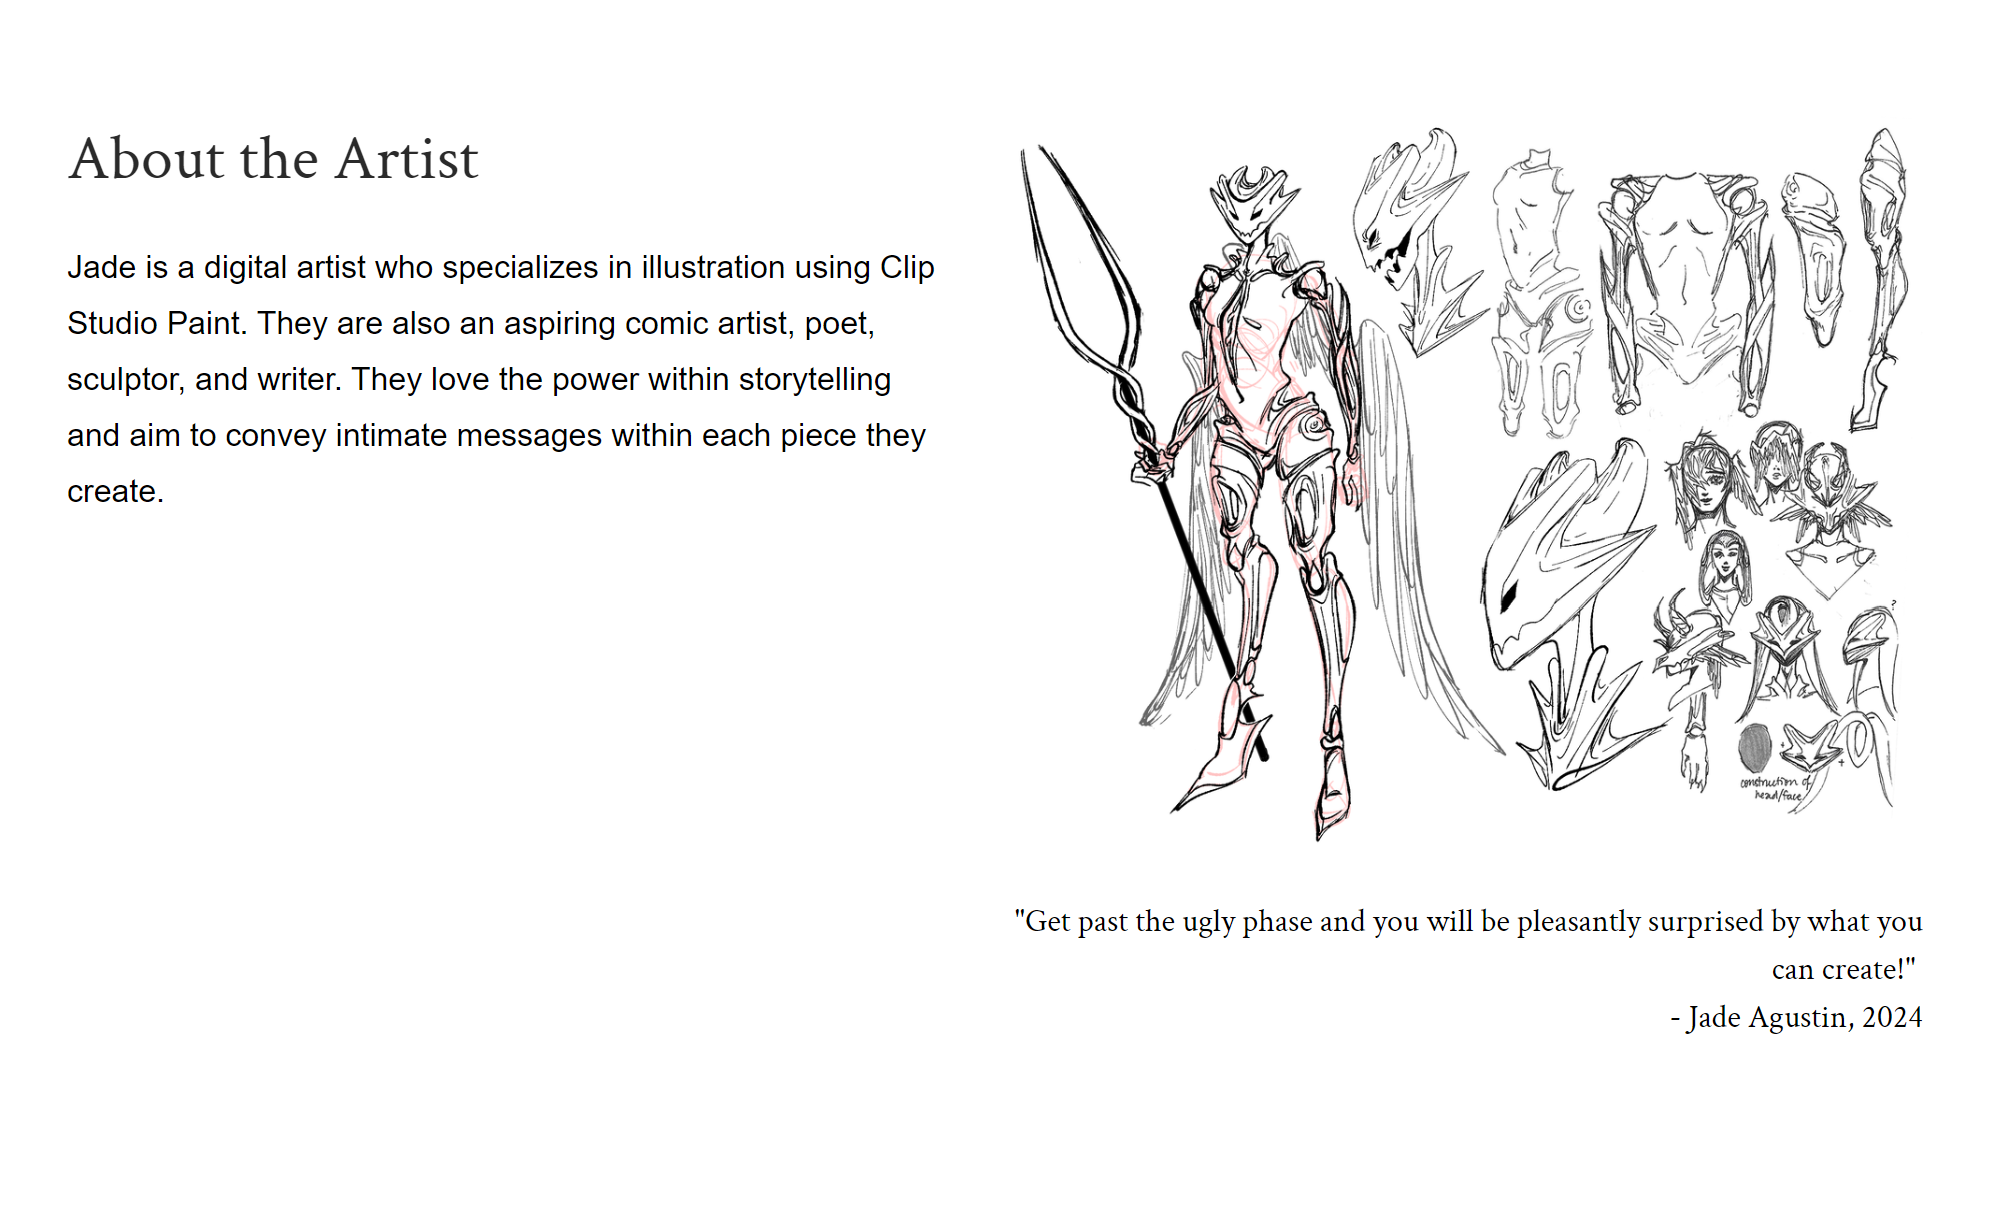 About the Artist
Jade is a digital artist who specializes in illustration using Clip
Studio Paint. They are also an aspiring comic artist, poet,
sculptor, and writer. They love the power within storytelling
and aim to convey intimate messages within each piece they
create.
?
construction of
head/face
"Get past the ugly phase and you will be pleasantly surprised by what you
can create!"
- Jade Agustin, 2024